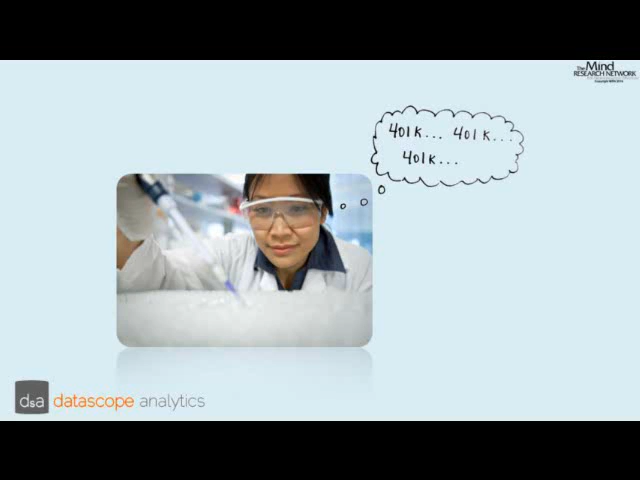 The Mind
RESEARCH NETWORK
401k... 401k...
401k...
dsa datascope analytics